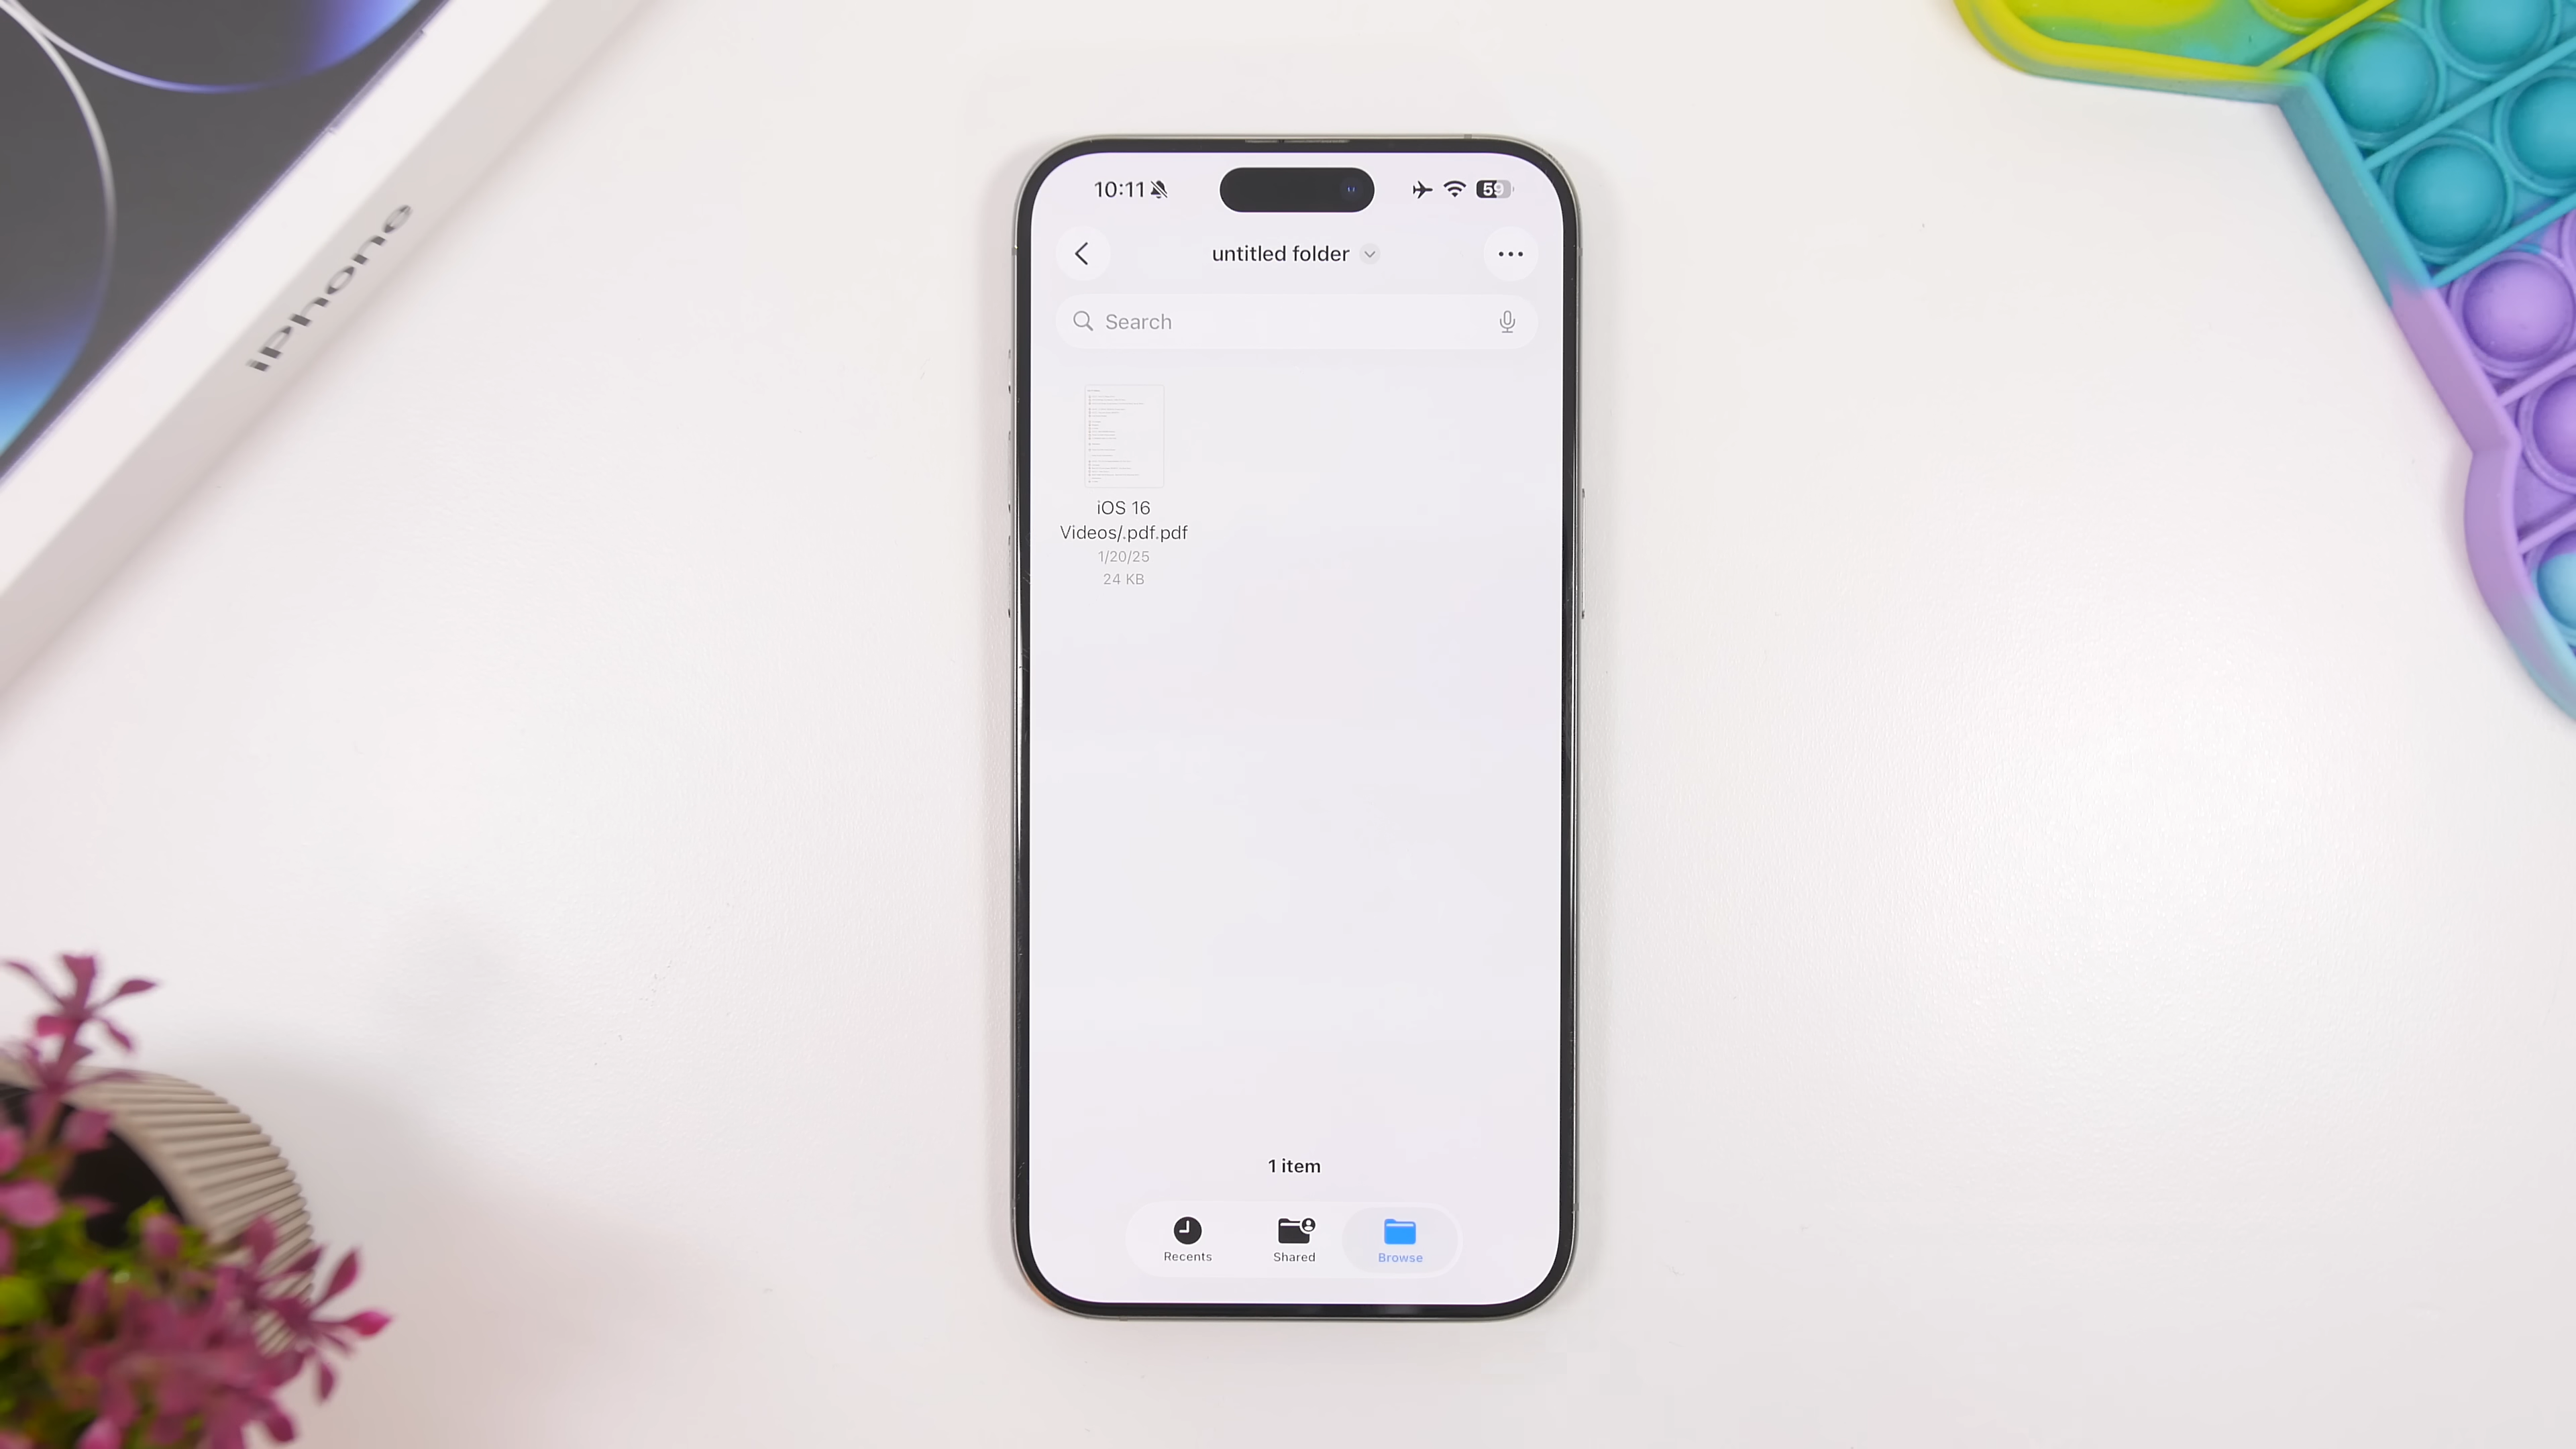 iPhone
10:11
59
untitled folder
Search
iOS 16
Videos/.pdf.pdf
1/20/25
24 KB
1 item
Recents
Shared
Browse